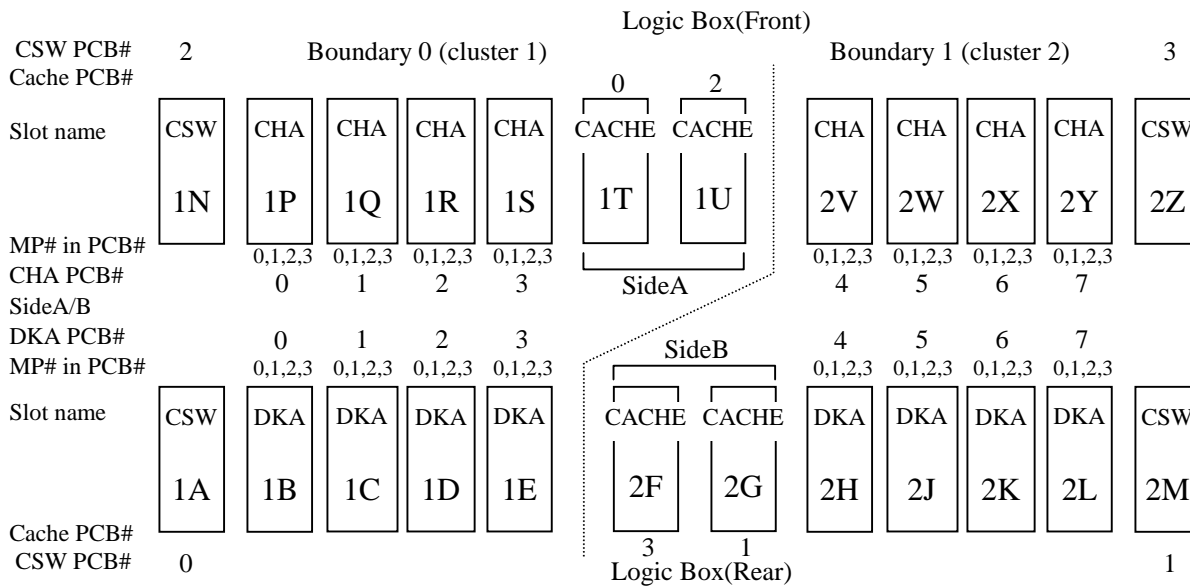 Logic Box(Front)
CSW PCB# 2 Boundary 0 (cluster 1) Boundary 1 (cluster 2) 3
Cache PCB# 0 2
Slot name CSW CHA CHA CHA CHA CACHE CACHE CHA CHA CHA CHA CSW
1N 1P 1Q 1R 1S 1T 1U 2V 2W 2X 2Y 2Z
MP# in PCB# 0,1,2,3 0,1,2,3 0,1,2,3 0,1,2,3 0,1,2,3 0,1,2,3 0,1,2,3 0,1,2,3
CHA PCB# 0 1 2 3 SideA 4 5 6 7
SideA/B
DKA PCB# 0 1 2 3 SideB 4 5 6 7
MP# in PCB# 0,1,2,3 0,1,2,3 0,1,2,3 0,1,2,3 0,1,2,3 0,1,2,3 0,1,2,3 0,1,2,3
Slot name CSW DKA DKA DKA DKA CACHE CACHE DKA DKA DKA DKA CSW
1A 1B 1C 1D 1E 2F 2G 2H 2J 2K 2L 2M
Cache PCB# 3 1
CSW PCB# 0 Logic Box(Rear) 1